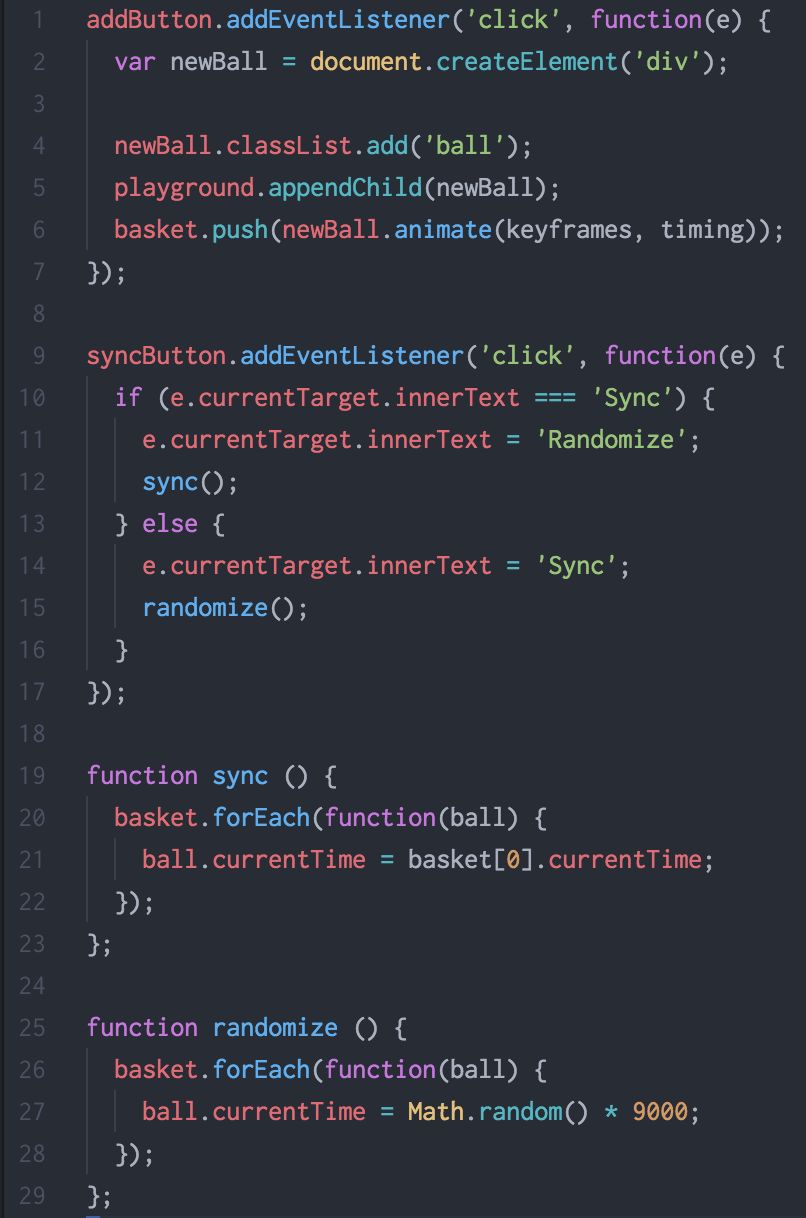 1 addButton.addEventListener('click', function(e) {
2   var newBall = document.createElement('div');
3
4   newBall.classList.add('ball');
5   playground.appendChild(newBall);
6   basket.push(newBall.animate(keyframes, timing));
7 });
8
9 syncButton.addEventListener('click', function(e) {
10   if (e.currentTarget.innerText === 'Sync') {
11     e.currentTarget.innerText = 'Randomize';
12     sync();
13   } else {
14     e.currentTarget.innerText = 'Sync';
15     randomize();
16   }
17 });
18
19 function sync () {
20   basket.forEach(function(ball) {
21     ball.currentTime = basket[0].currentTime;
22   });
23 };
24
25 function randomize () {
26   basket.forEach(function(ball) {
27     ball.currentTime = Math.random() * 9000;
28   });
29 };